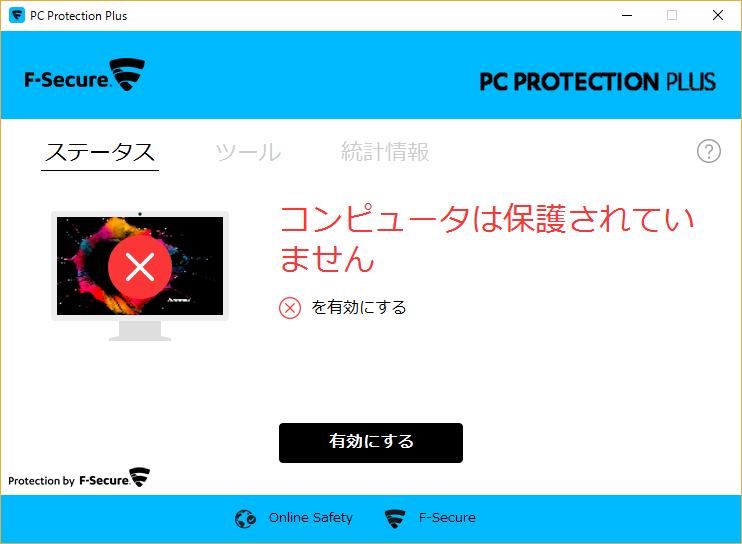 PC Protection Plus
F-Secure.
PC PROTECTION PLUS
ステータス
ツール
統計情報
?
コンピュータは保護されてい
ません
を有効にする
有効にする
Protection by F-Secure.
Online Safety
F-Secure